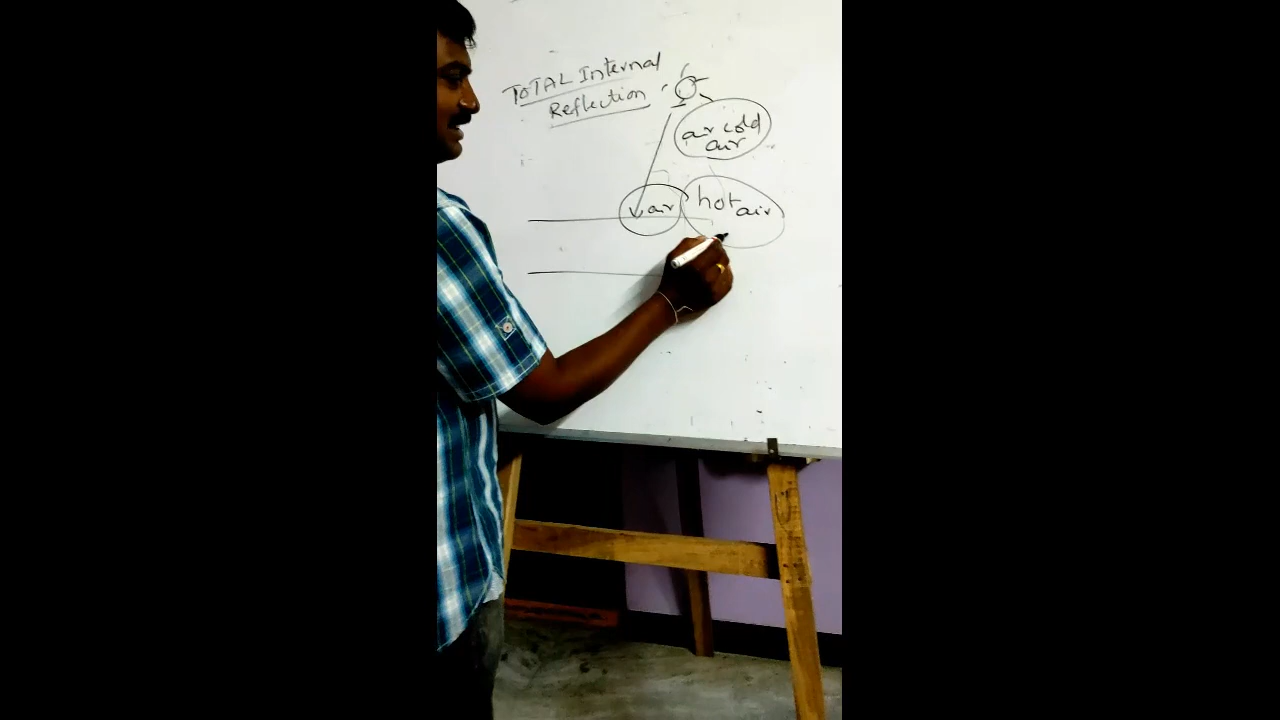 TOTAL Internal
Reflection
air cold
air
air
hot air